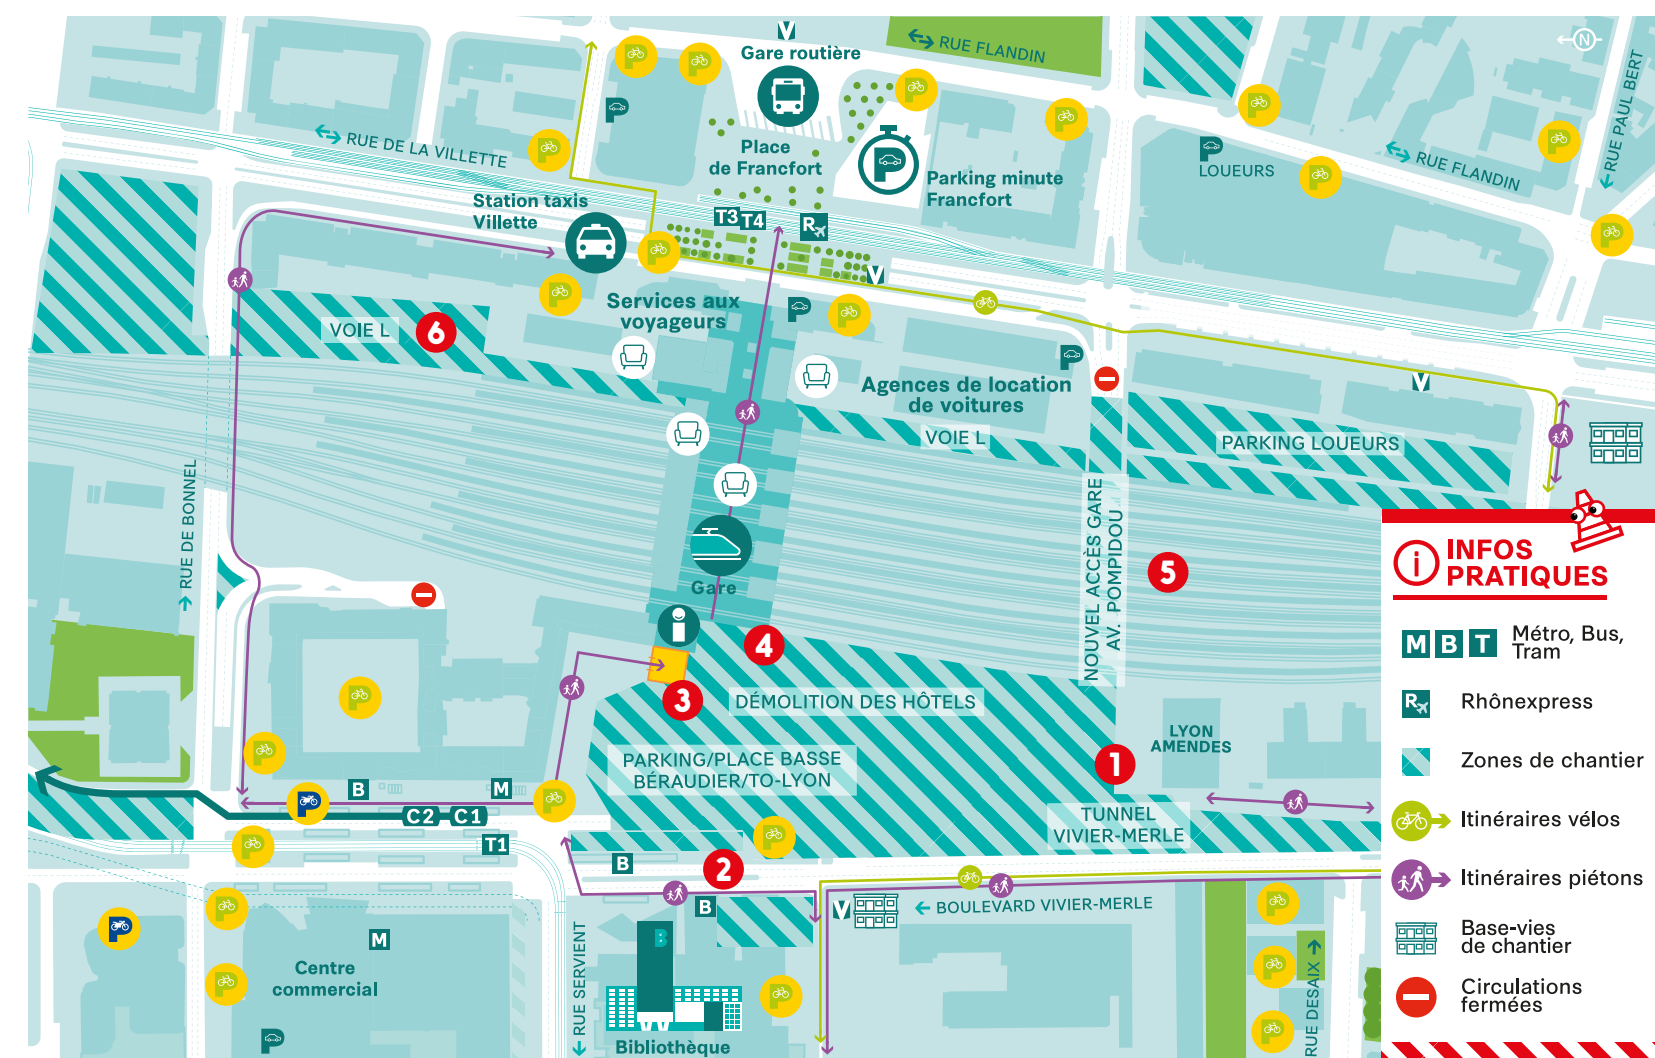 V
Gare routière
RUE FLANDIN
N
RUE PAUL BERT
P
P
P
P
P
P
P
RUE DE LA VILLETTE
P
Place
de Francfort
P
P
LOUEURS
RUE FLANDIN
P
P
Parking minute
Francfort
P
Station taxis
Villette
T3
T4
R
P
P
V
P
Services aux
voyageurs
P
P
VOIE L
6
P
V
Agences de location
de voitures
VOIE L
PARKING LOUEURS
RUE DE BONNEL
NOUVEL ACCÈS GARE
AV. POMPIDOU
5
Gare
4
3
DÉMOLITION DES HÔTELS
P
P
PARKING/PLACE BASSE
BÉRAUDIER/TO-LYON
LYON
AMENDES
1
B
M
P
P
C2
C1
TUNNEL
VIVIER-MERLE
P
T1
P
B
2
B
V
BOULEVARD VIVIER-MERLE
P
P
P
M
B
P
Centre
commercial
P
P
P
P
P
RUE SERVIENT
RUE DESAIX
Bibliothèque
i
INFOS
PRATIQUES
M B T
Métro, Bus,
Tram
R
Rhônexpress
Zones de chantier
Itinéraires vélos
Itinéraires piétons
Base-vies
de chantier
Circulations
fermées